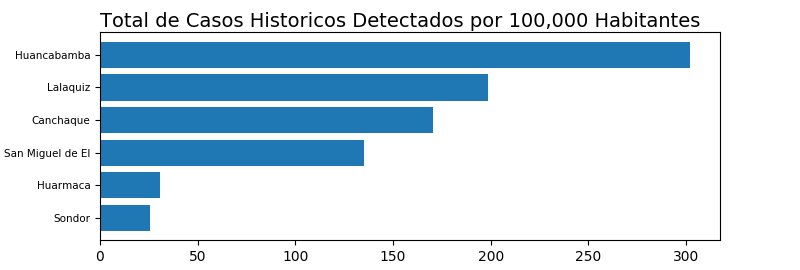 Total de Casos Historicos Detectados por 100,000 Habitantes
Huancabamba
Lalaquiz
Canchaque
San Miguel de El
Huarmaca
Sondor
0 50 100 150 200 250 300